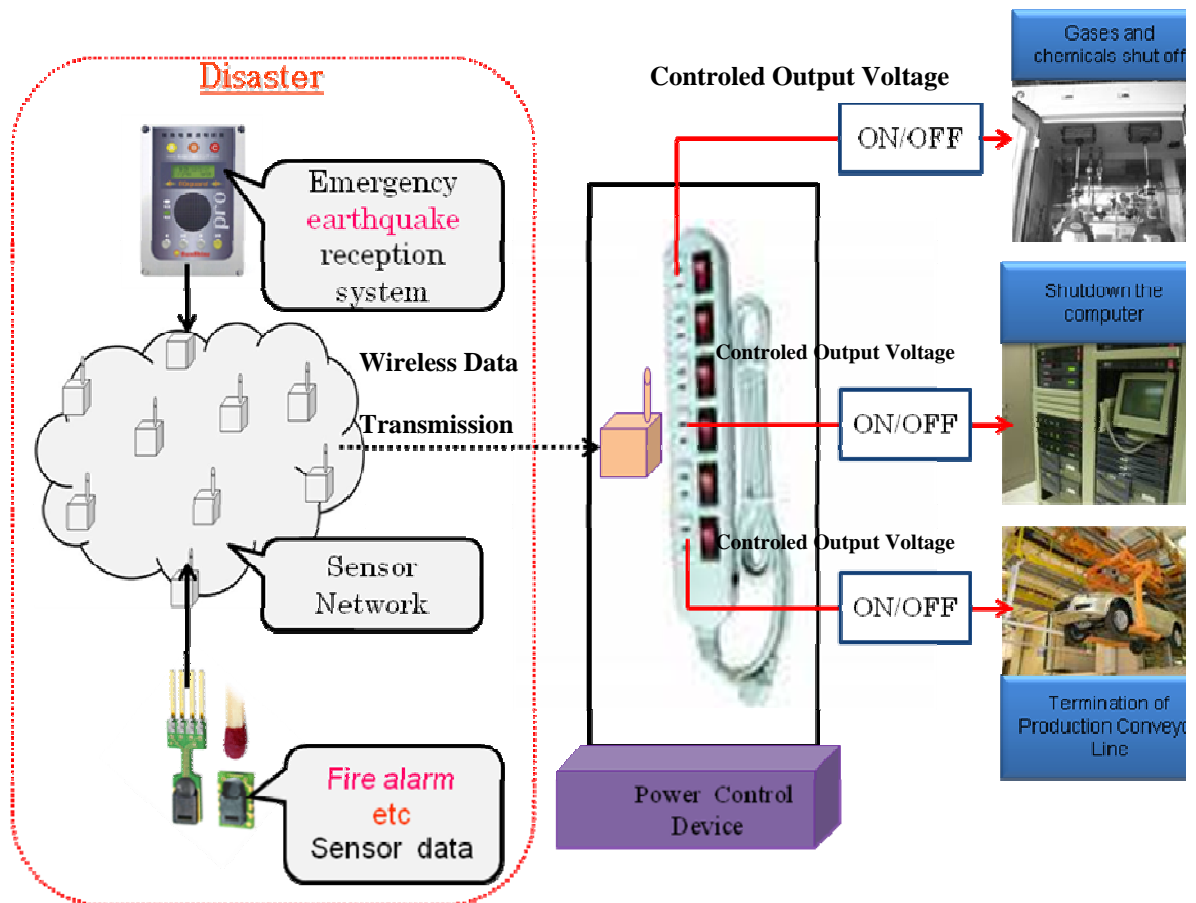 Disaster
Emergency
earthquake
reception
system
pro
Wireless Data
Transmission
Sensor
Network
Fire alarm
etc
Sensor data
Controled Output Voltage
ON/OFF
Gases and
chemicals shut off
Controled Output Voltage
ON/OFF
Shutdown the
computer
Controled Output Voltage
ON/OFF
Termination of
Production Conveyo
Line
Power Control
Device